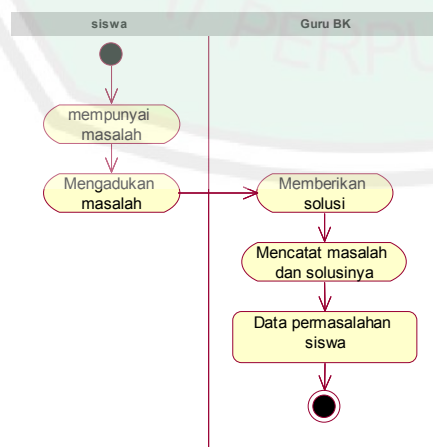 siswa
Guru BK
mempunyai
masalah
Mengadukan
masalah
Memberikan
solusi
Mencatat masalah
dan solusinya
Data permasalahan
siswa